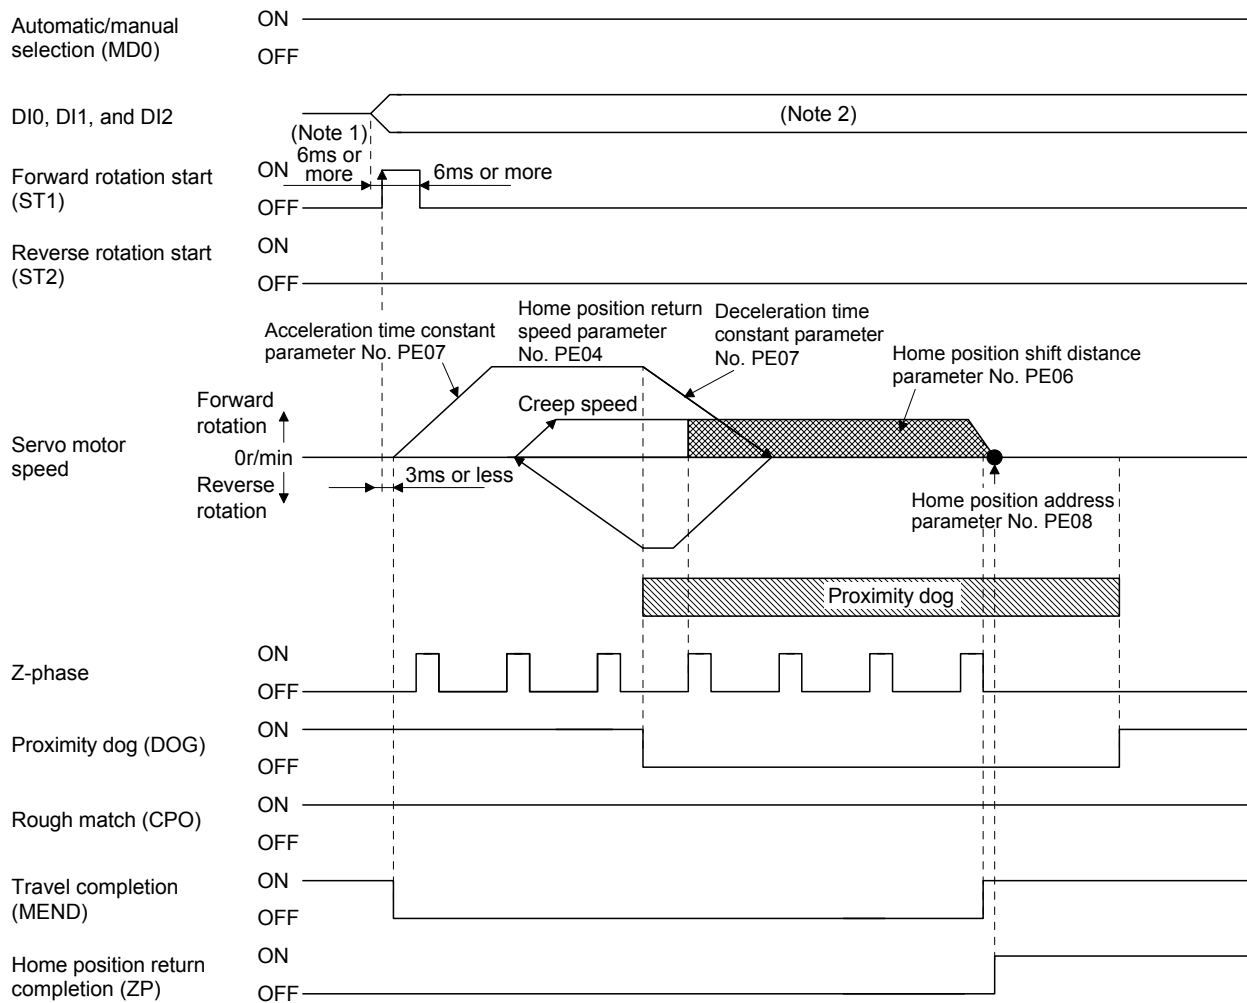 Automatic/manual
selection (MD0)
ON
OFF
DI0, DI1, and DI2
(Note 2)
(Note 1)
6ms or
more
6ms or more
Forward rotation start
(ST1)
ON
OFF
Reverse rotation start
(ST2)
ON
OFF
Acceleration time constant
parameter No. PE07
Home position return
speed parameter
No. PE04
Deceleration time
constant parameter
No. PE07
Home position shift distance
parameter No. PE06
Servo motor
speed
Forward
rotation
0r/min
Reverse
rotation
Creep speed
3ms or less
Home position address
parameter No. PE08
Proximity dog
Z-phase
ON
OFF
Proximity dog (DOG)
ON
OFF
Rough match (CPO)
ON
OFF
Travel completion
(MEND)
ON
OFF
Home position return
completion (ZP)
ON
OFF